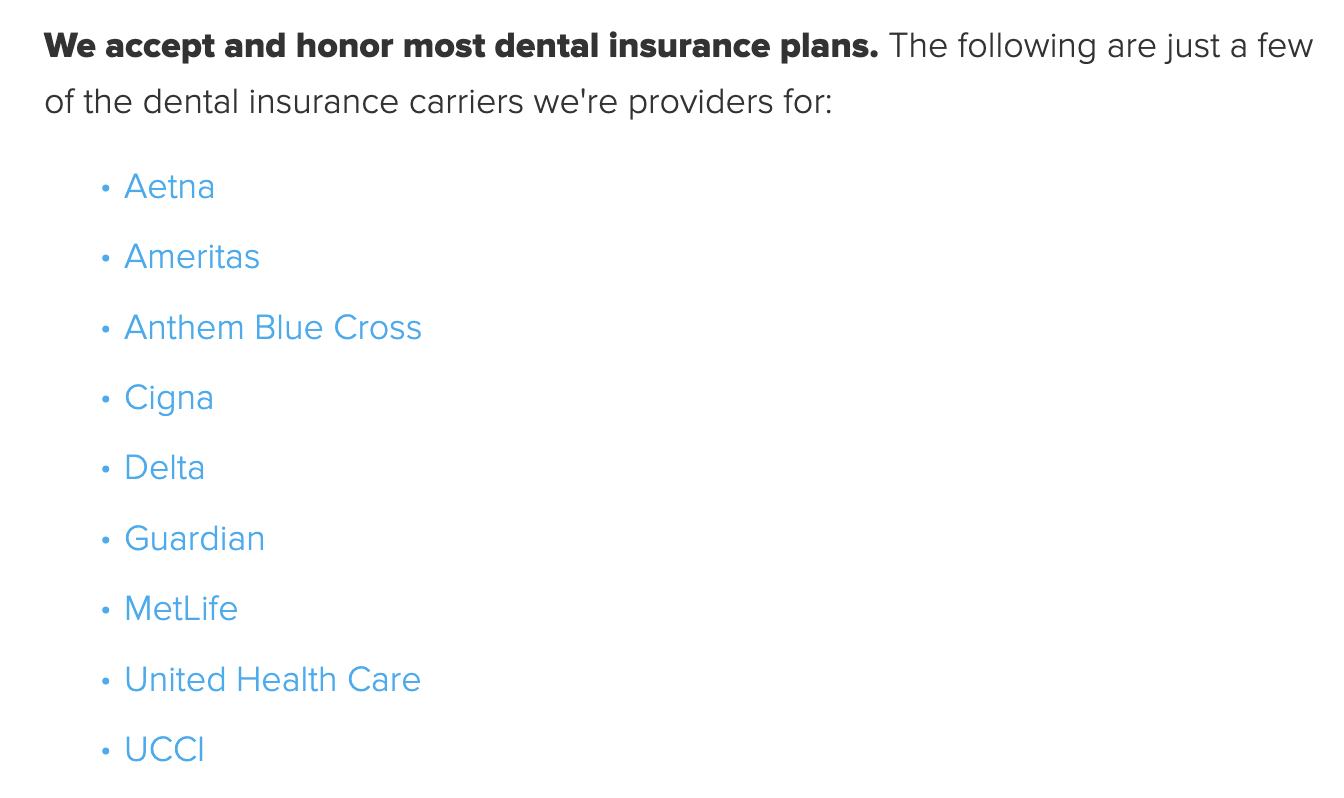 We accept and honor most dental insurance plans. The following are just a few
of the dental insurance carriers we're providers for:
• Aetna
• Ameritas
• Anthem Blue Cross
• Cigna
• Delta
• Guardian
• MetLife
• United Health Care
• UCCI